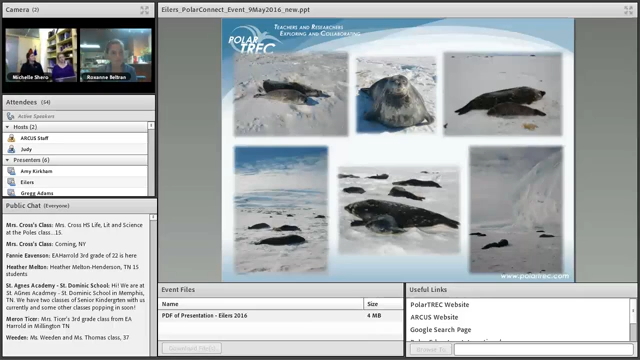 Camera (2)
Michelle Shero
Roxanne Beltran
Attendees (34)
Active Speakers
Hosts (2)
ARCUS Staff
Judy
Presenters (6)
Amy Kirkham
Eilers
Gregg Adams
Public Chat (Everyone)
Mrs. Cross's Class: Mrs. Cross HS Life, Lit and Science
at the Poles class...15.
Mrs. Cross's Class: Corning, NY
Fannie Eavenson: EAHarrold 3rd grade of 22 is here
Heather Melton: Heather Melton-Henderson, TN 15
students
St. Agnes Academy - St. Dominic School: Hi! We are at
St. Agnes Acadmey - St. Dominic School in Memphis,
TN. We have two classes of Senior Kindergrten with us
currently and some other classes popping in soon!
Meron Ticer: Mrs. Ticer's 3rd grade class from EA
Harrold in Millington TN
Weeden: Ms. Weeden and Ms. Thomas class, 37
Eilers_PolarConnect_Event_9May2016_new.ppt
POLAR
TREC
TEACHERS AND RESEARCHERS
EXPLORING AND COLLABORATING
www.polartrec.com
Event Files
Name Size
PDF of Presentation - Eilers 2016 4 MB
Download File(s)
Useful Links
PolarTREC Website
ARCUS Website
Google Search Page
Browse To